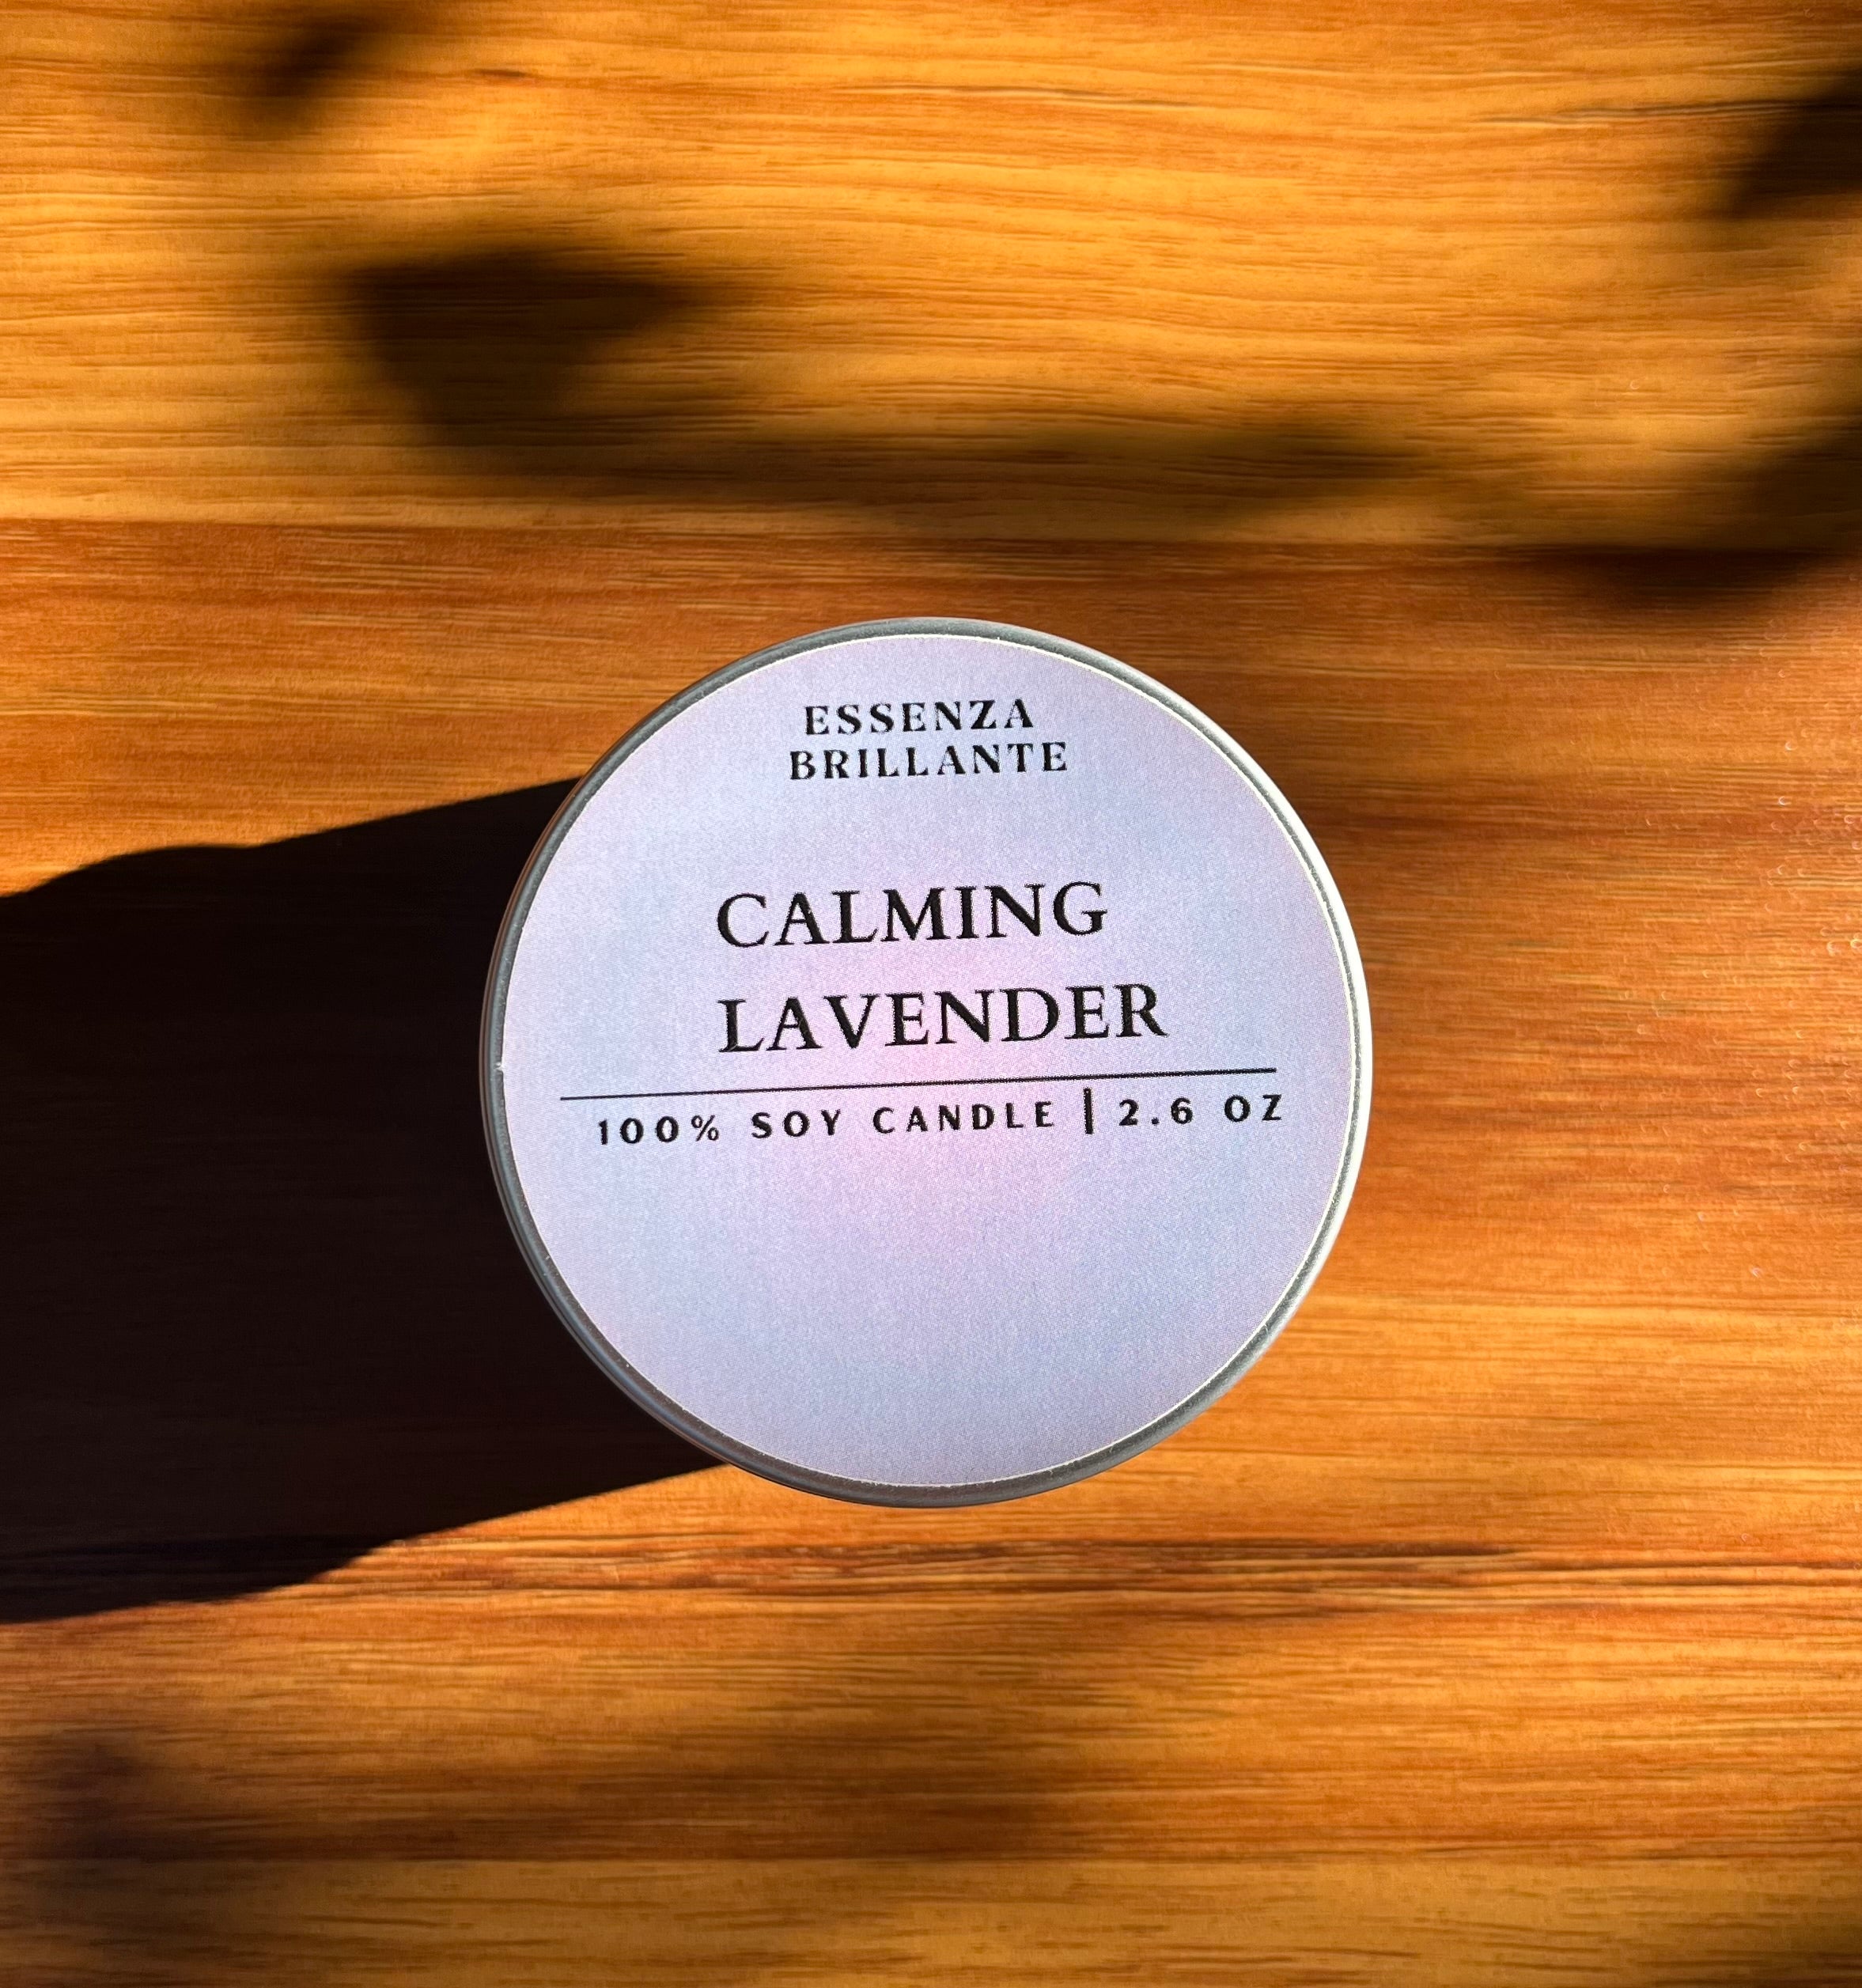 ESSENZA
BRILLANTE
CALMING
LAVENDER
100% SOY CANDLE | 2.6 OZ